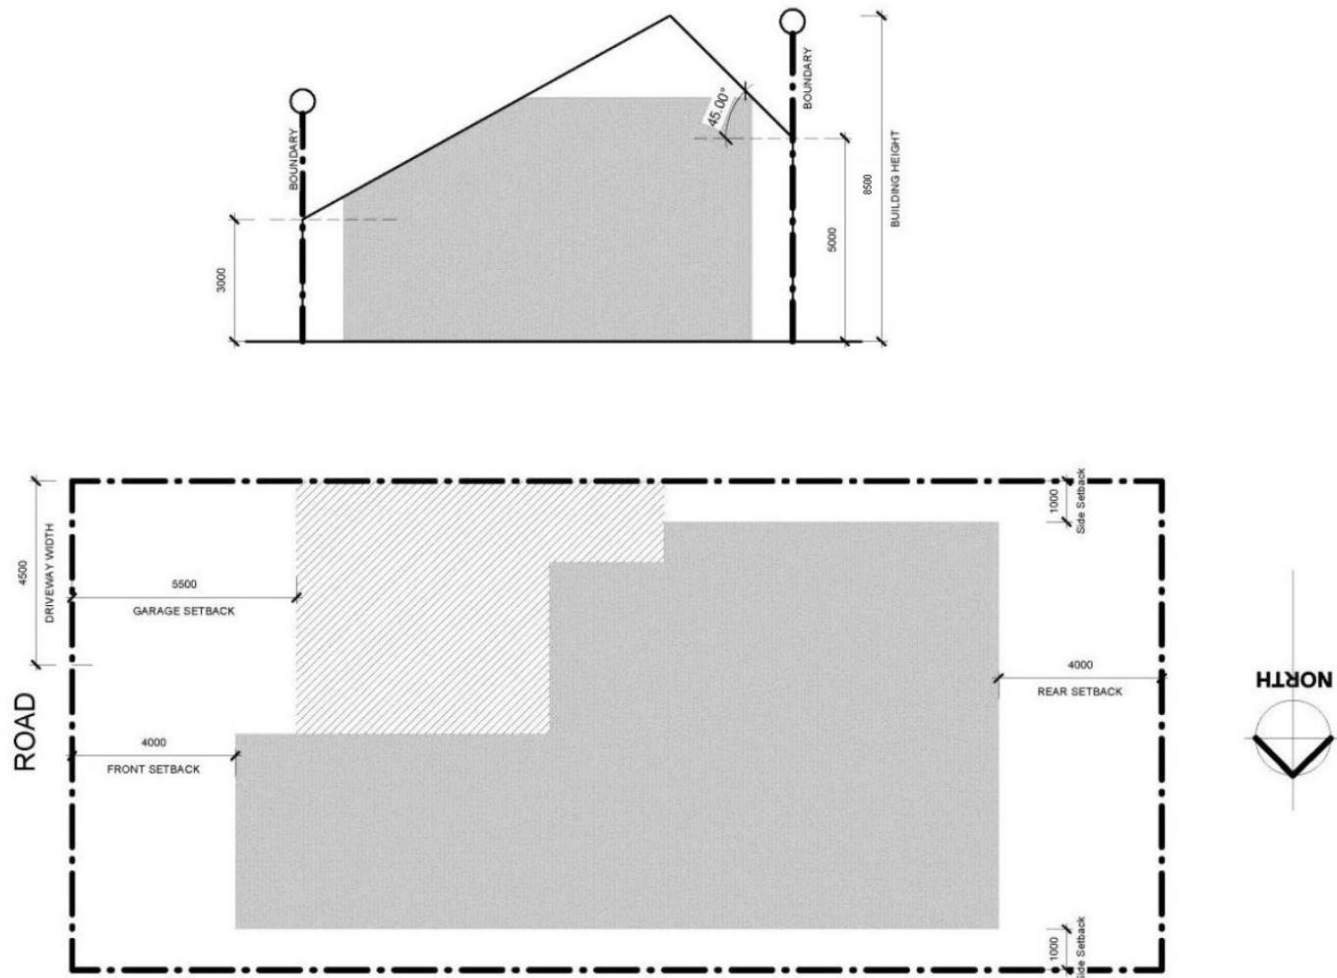 BOUNDARY
BOUNDARY
45.00°
3000
5000
8500
BUILDING HEIGHT
4500
DRIVEWAY WIDTH
5500
GARAGE SETBACK
1000
Side Setback
ROAD
4000
FRONT SETBACK
4000
REAR SETBACK
NORTH
1000
Side Setback